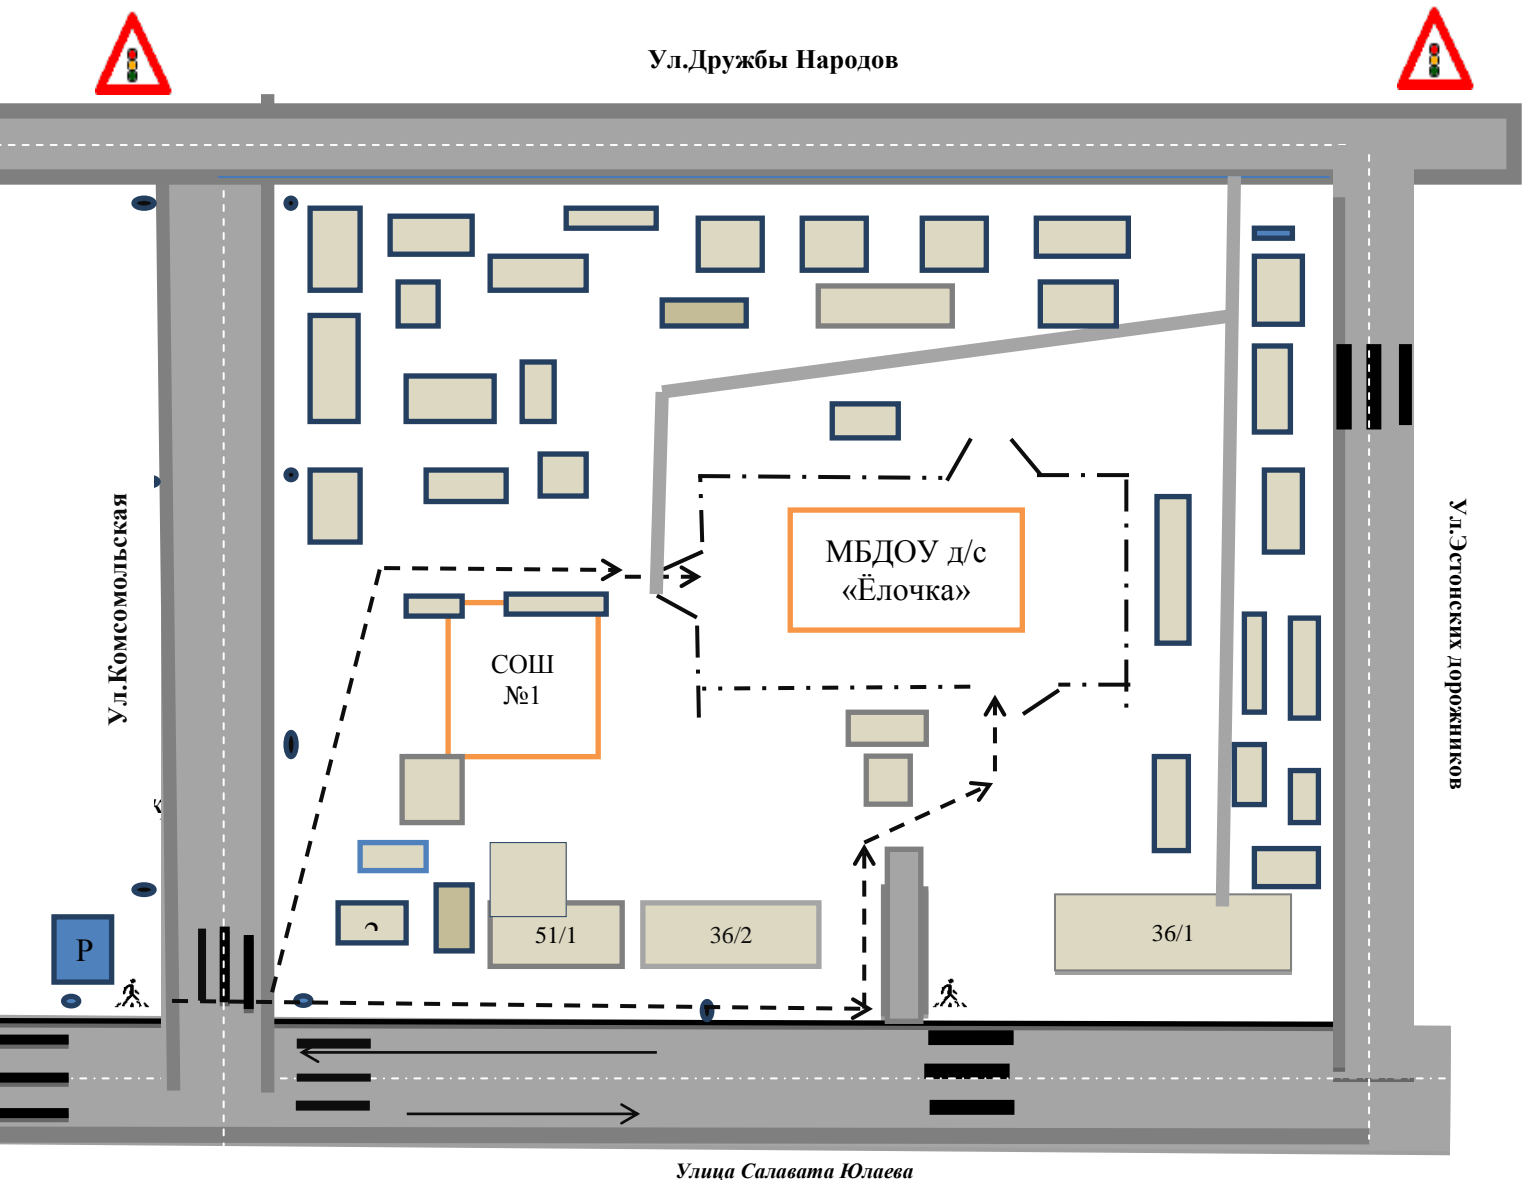 Ул.Дружбы Народов
Ул.Комсомольская
МБДОУ д/с
«Ёлочка»
Ул.Эстонских дорожников
СОШ
№1
51/1
36/2
36/1
Р
Улица Салавата Юлаева